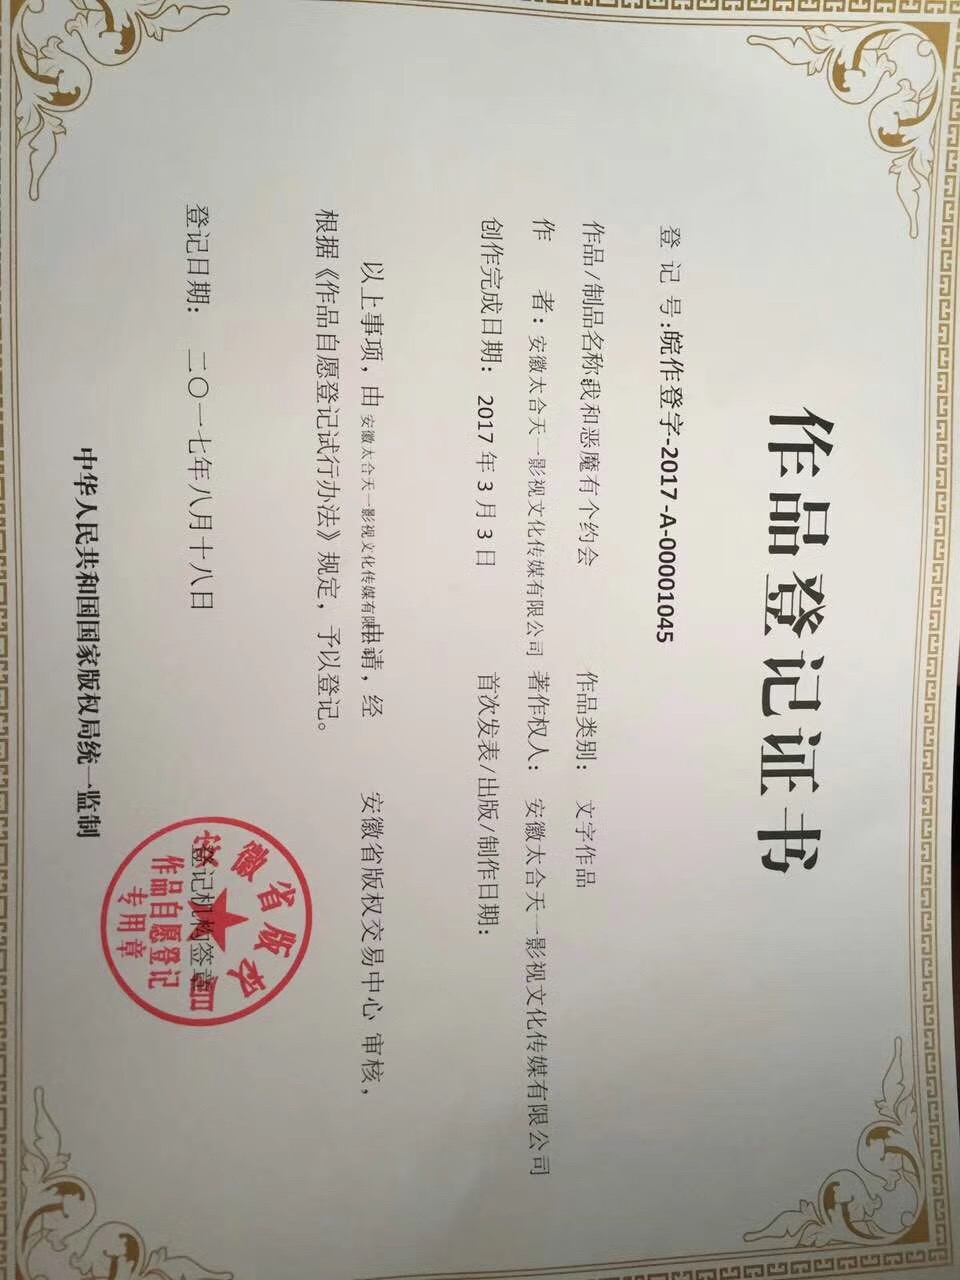 作品登记证书
登 记 号:皖作登字-2017-A-00001045
作品/制品名称:我和恶魔有个约会 作品类别： 文字作品
作 者：安徽太合天一影视文化传媒有限公司 著作权人： 安徽太合天一影视文化传媒有限公司
创作完成日期： 2017 年 3 月 3 日 首次发表/出版/制作日期：
以上事项，由 安徽太合天一影视文化传媒有限公司 申请，经 安徽省版权交易中心 审核，
根据《作品自愿登记试行办法》规定，予以登记。
登记日期： 二〇一七年八月十八日
登记机构签章
安徽省版权局
作品自愿登记
专用章
中华人民共和国国家版权局统一监制